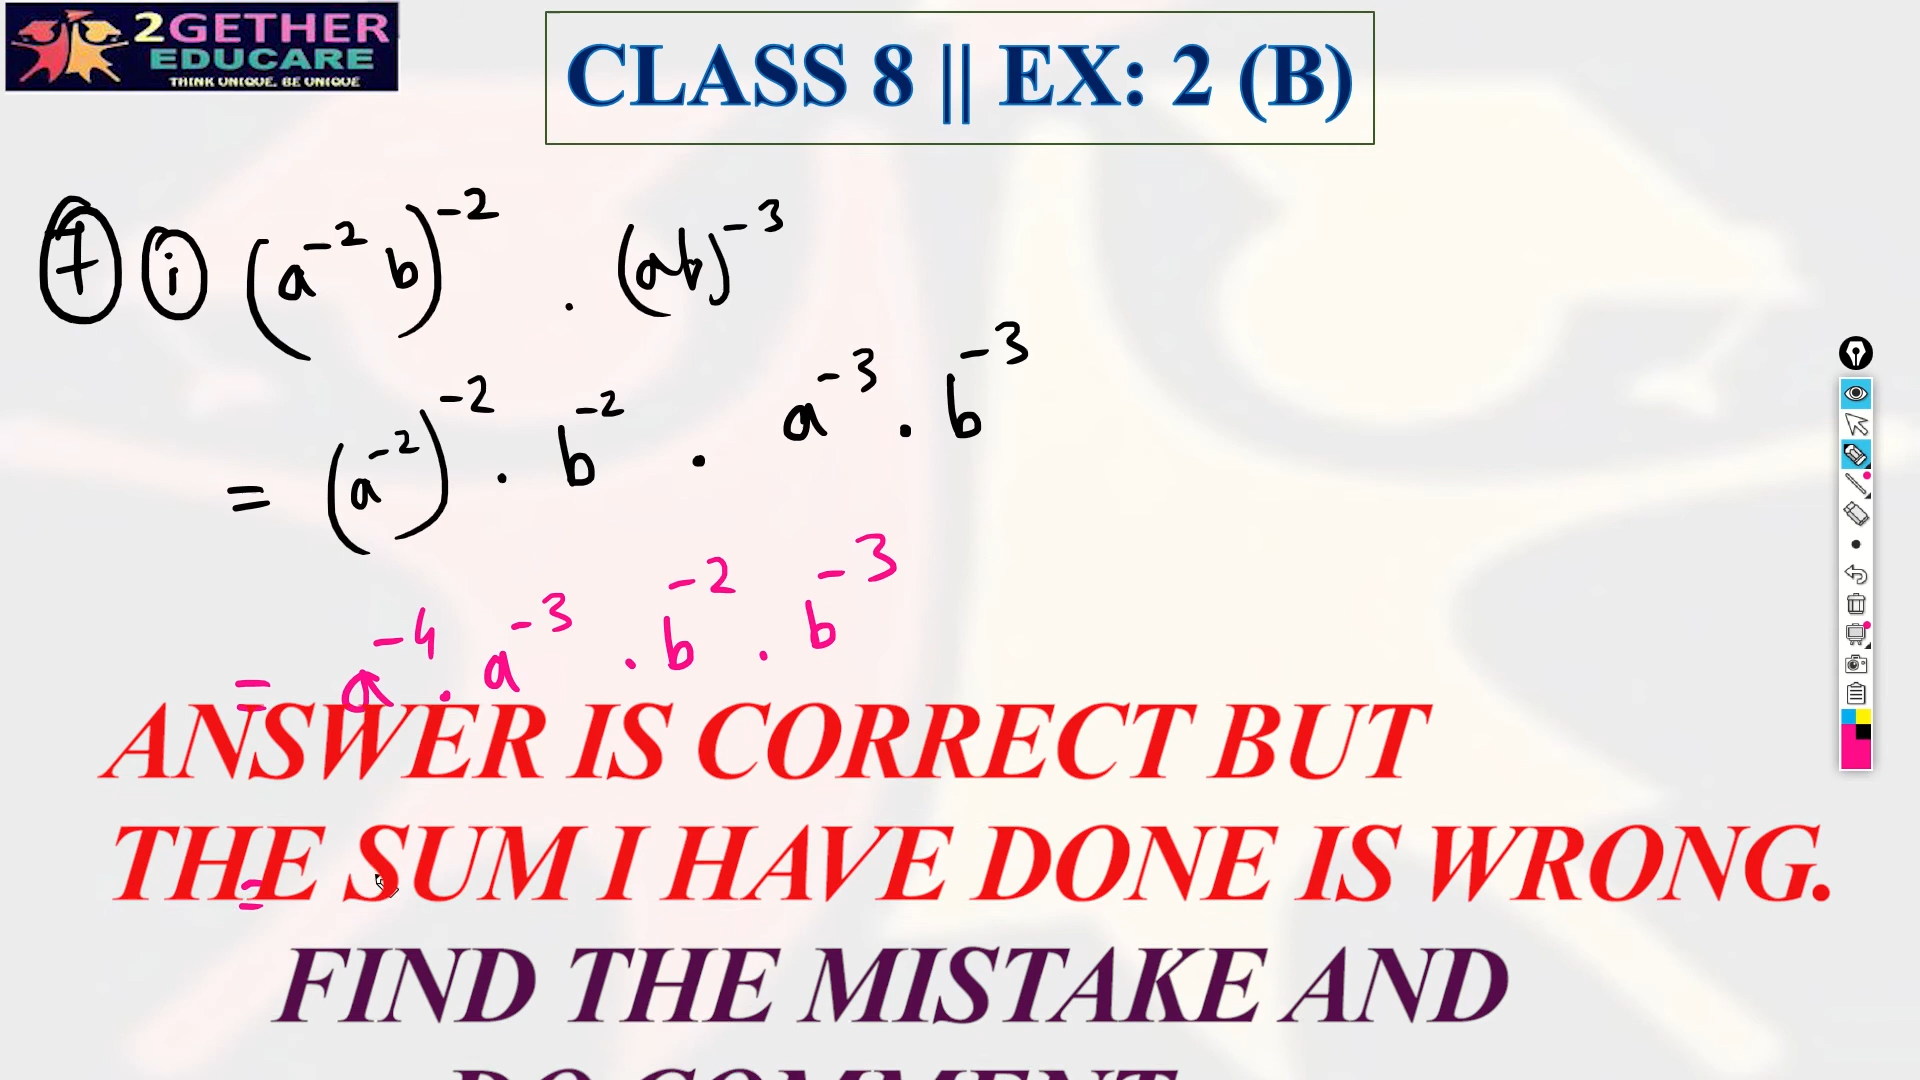 2GETHER
EDUCARE
THINK UNIQUE. BE UNIQUE
CLASS 8 || EX: 2 (B)
7 i (a⁻² b)⁻² . (ab)⁻³
= (a⁻²)⁻² . b⁻² . a⁻³ . b⁻³
= a⁻⁴ . a⁻³ . b⁻² . b⁻³
ANSWER IS CORRECT BUT
=
THE SUM I HAVE DONE IS WRONG.
FIND THE MISTAKE AND
DO COMMENT